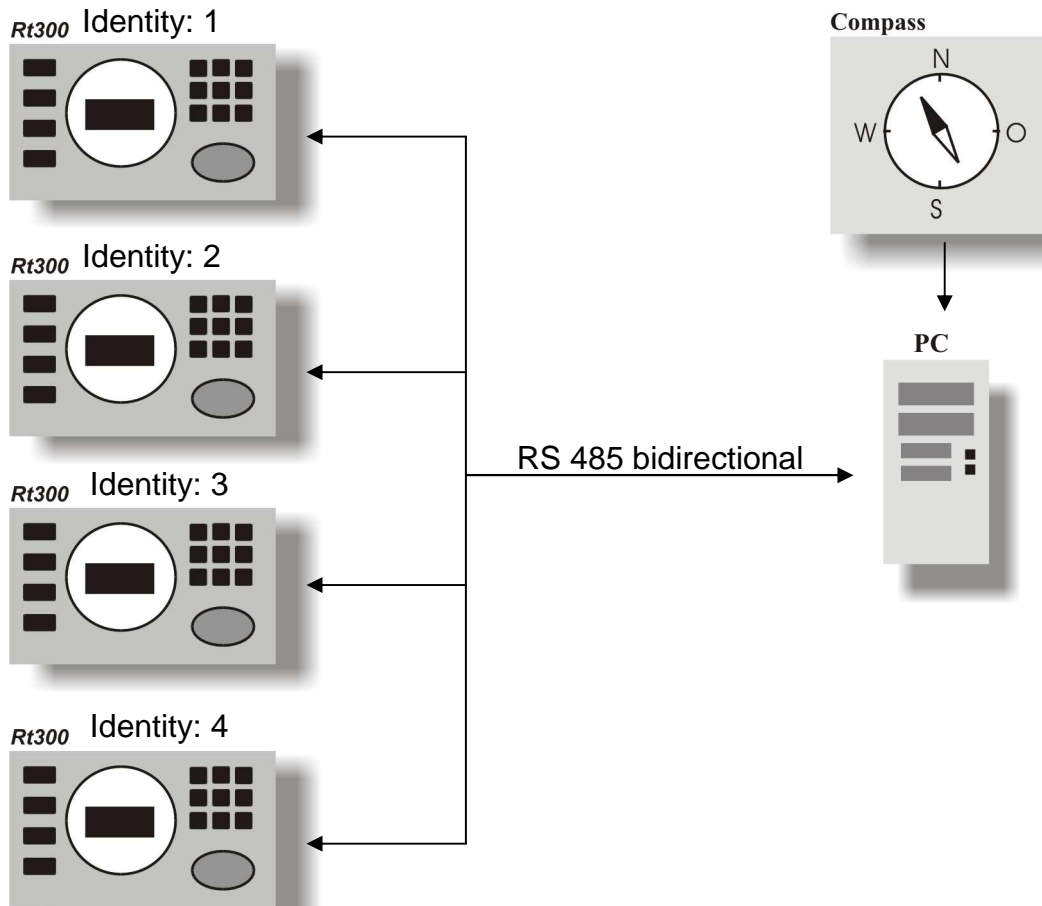 Rt300 Identity: 1
Compass
N
W
O
S
Rt300 Identity: 2
PC
RS 485 bidirectional
Rt300 Identity: 3
Rt300 Identity: 4